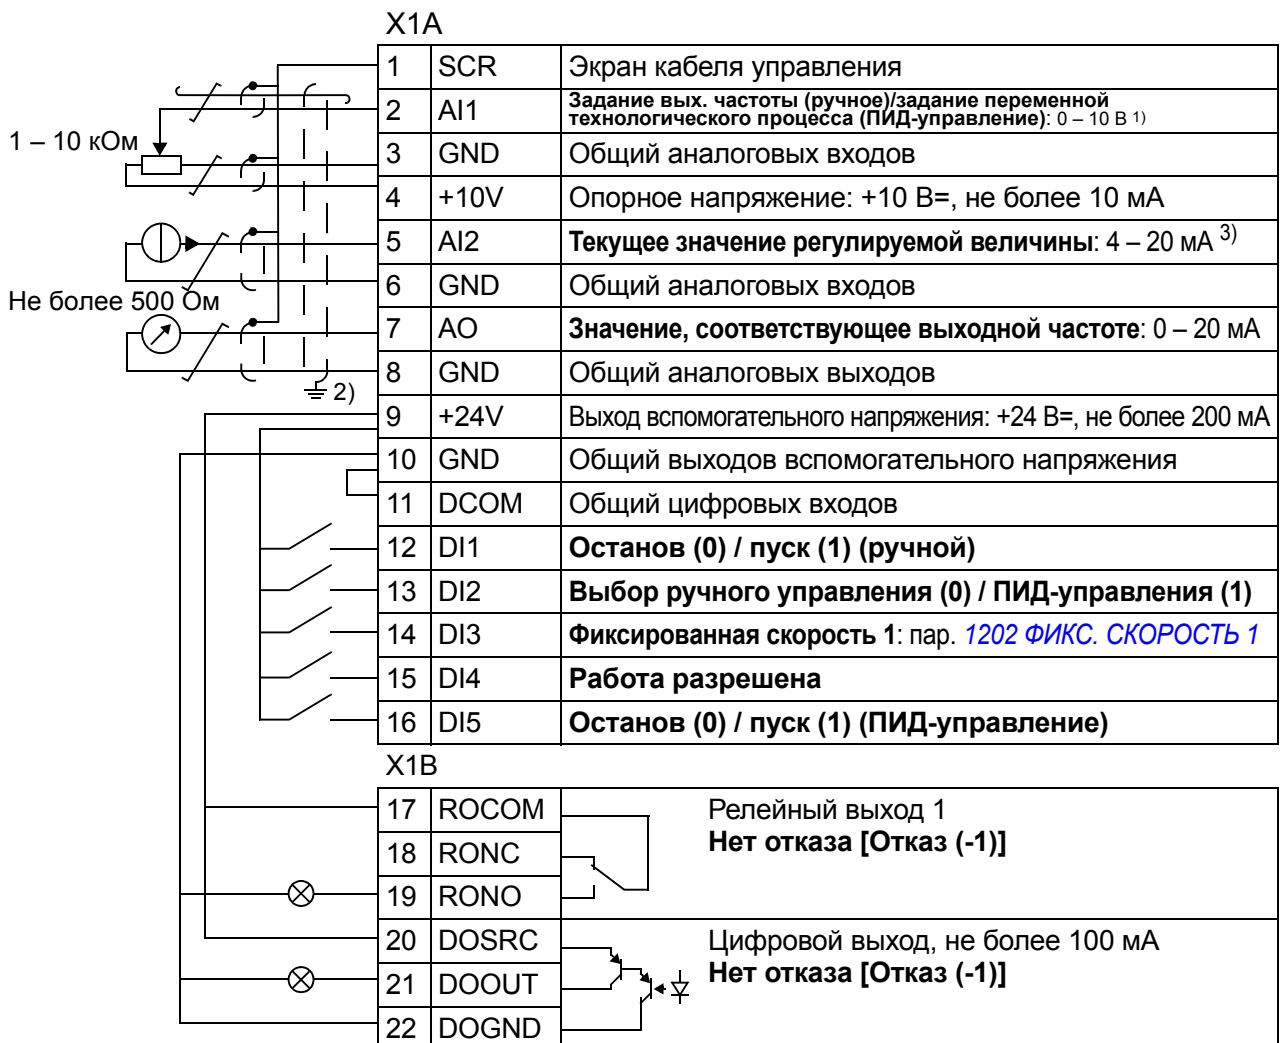 X1A
1 SCR Экран кабеля управления
2 AI1 Задание вых. частоты (ручное)/задание переменной
технологического процесса (ПИД-управление): 0 – 10 В 1)
1 – 10 кОм
3 GND Общий аналоговых входов
4 +10V Опорное напряжение: +10 В=, не более 10 мА
5 AI2 Текущее значение регулируемой величины: 4 – 20 мА 3)
6 GND Общий аналоговых входов
Не более 500 Ом
7 AO Значение, соответствующее выходной частоте: 0 – 20 мА
8 GND Общий аналоговых выходов
2)
9 +24V Выход вспомогательного напряжения: +24 В=, не более 200 мА
10 GND Общий выходов вспомогательного напряжения
11 DCOM Общий цифровых входов
12 DI1 Останов (0) / пуск (1) (ручной)
13 DI2 Выбор ручного управления (0) / ПИД-управления (1)
14 DI3 Фиксированная скорость 1: пар. 1202 ФИКС. СКОРОСТЬ 1
15 DI4 Работа разрешена
16 DI5 Останов (0) / пуск (1) (ПИД-управление)
X1B
17 ROCOM Релейный выход 1
Нет отказа [Отказ (-1)]
18 RONC
19 RONO
20 DOSRC Цифровой выход, не более 100 мА
Нет отказа [Отказ (-1)]
21 DOOUT
22 DOGND